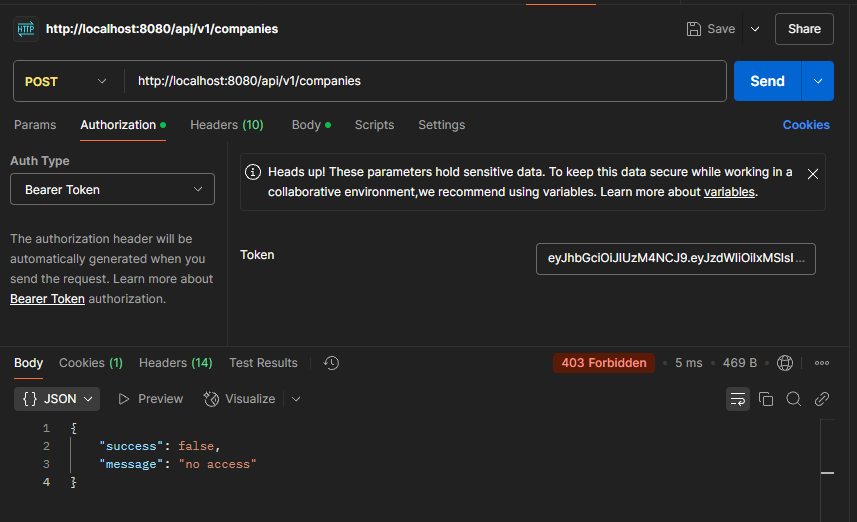 HTTP http://localhost:8080/api/v1/companies Save Share
POST http://localhost:8080/api/v1/companies Send
Params Authorization Headers (10) Body Scripts Settings Cookies
Auth Type
Bearer Token
The authorization header will be
automatically generated when you
send the request. Learn more about
Bearer Token authorization.
Heads up! These parameters hold sensitive data. To keep this data secure while working in a
collaborative environment,we recommend using variables. Learn more about variables.
Token eyJhbGciOiJIUzM4NCJ9.eyJzdWIiOiIxMSIsI ...
Body Cookies (1) Headers (14) Test Results 403 Forbidden 5 ms 469 B
{} JSON Preview Visualize
1 {
2 "success": false,
3 "message": "no access"
4 }